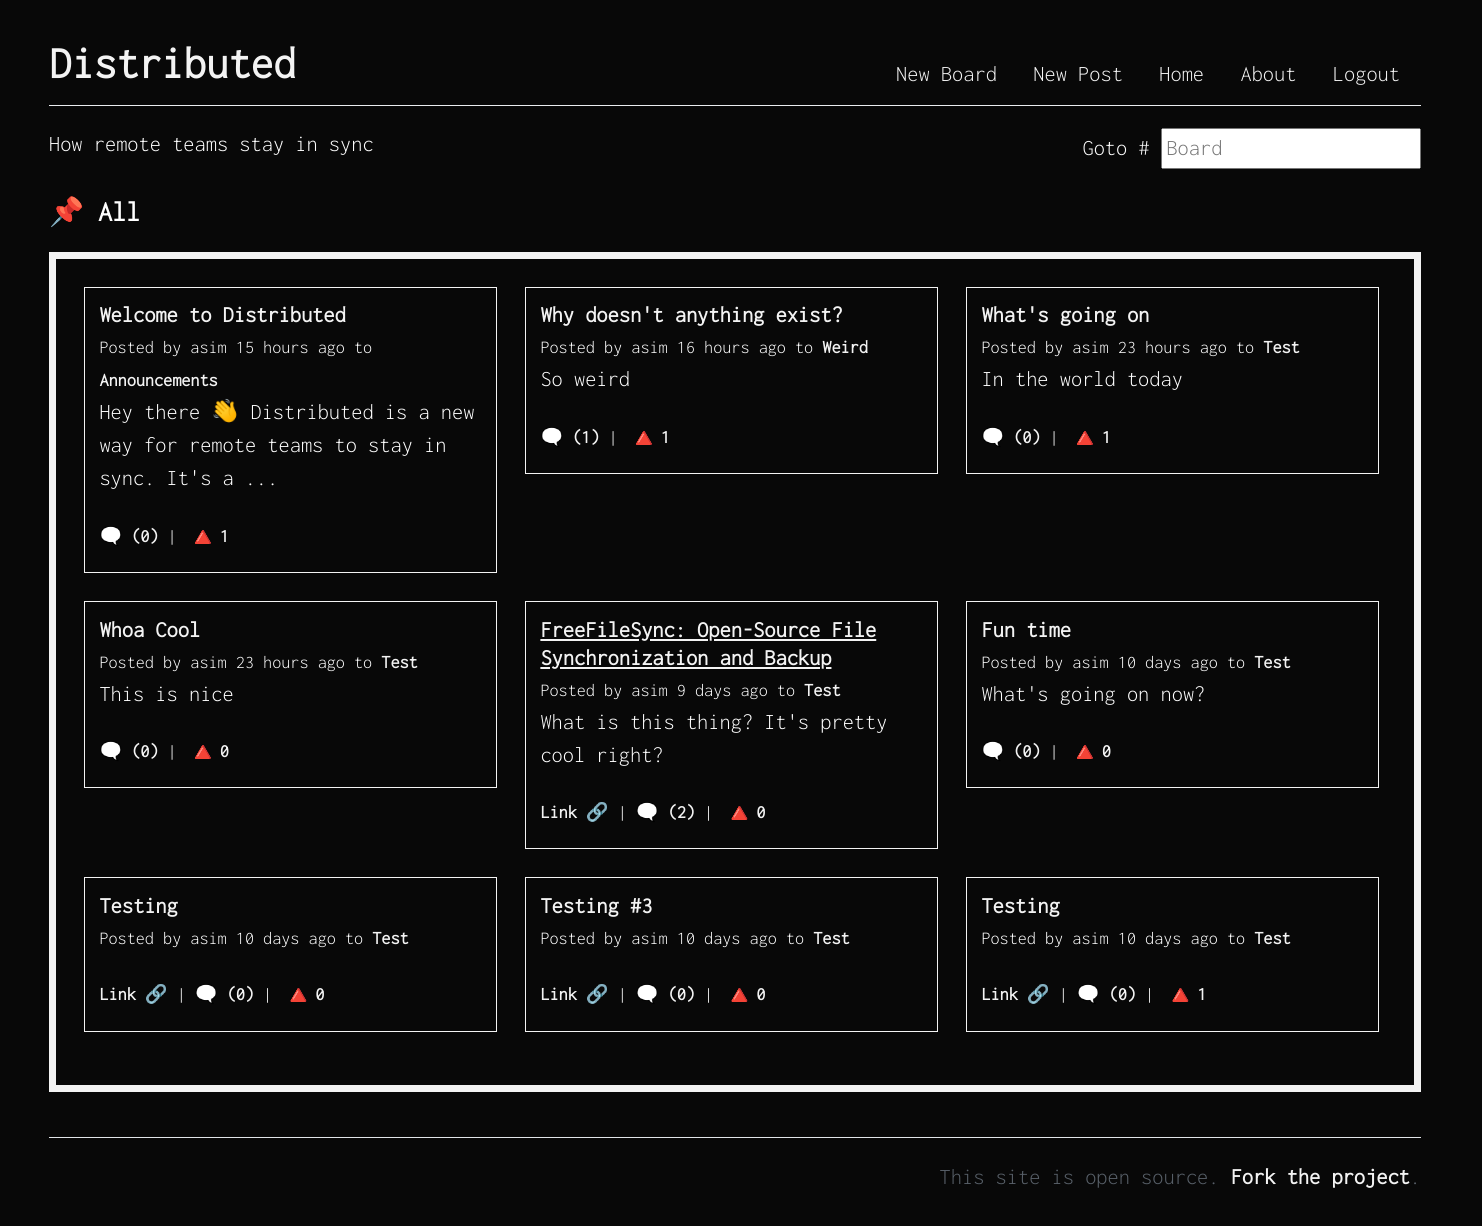 Distributed
New Board New Post Home About Logout
How remote teams stay in sync
Goto # Board
📌 All
Welcome to Distributed
Posted by asim 15 hours ago to
Announcements
Hey there 👋 Distributed is a new
way for remote teams to stay in
sync. It's a ...
🗨 (0) | 🔺 1
Why doesn't anything exist?
Posted by asim 16 hours ago to Weird
So weird
🗨 (1) | 🔺 1
What's going on
Posted by asim 23 hours ago to Test
In the world today
🗨 (0) | 🔺 1
Whoa Cool
Posted by asim 23 hours ago to Test
This is nice
🗨 (0) | 🔺 0
FreeFileSync: Open-Source File
Synchronization and Backup
Posted by asim 9 days ago to Test
What is this thing? It's pretty
cool right?
Link 🔗 | 🗨 (2) | 🔺 0
Fun time
Posted by asim 10 days ago to Test
What's going on now?
🗨 (0) | 🔺 0
Testing
Posted by asim 10 days ago to Test
Link 🔗 | 🗨 (0) | 🔺 0
Testing #3
Posted by asim 10 days ago to Test
Link 🔗 | 🗨 (0) | 🔺 0
Testing
Posted by asim 10 days ago to Test
Link 🔗 | 🗨 (0) | 🔺 1
This site is open source. Fork the project.